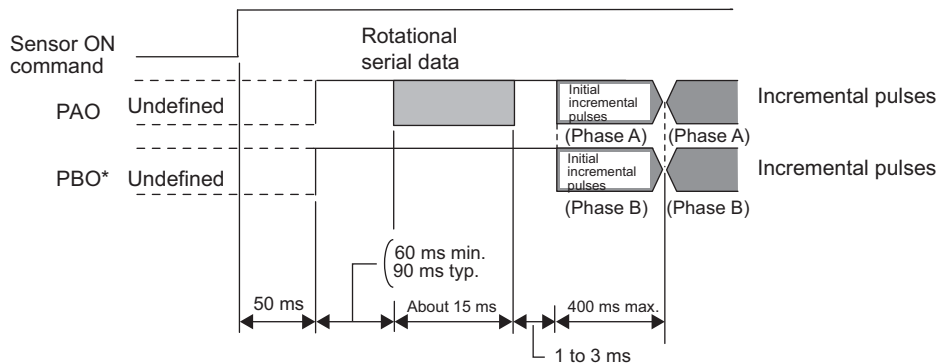 Sensor ON
command
Rotational
serial data
PAO
Undefined
Initial
incremental
pulses
(Phase A)
(Phase A)
Incremental pulses
PBO*
Undefined
Initial
incremental
pulses
(Phase B)
(Phase B)
Incremental pulses
60 ms min.
90 ms typ.
50 ms
About 15 ms
400 ms max.
1 to 3 ms